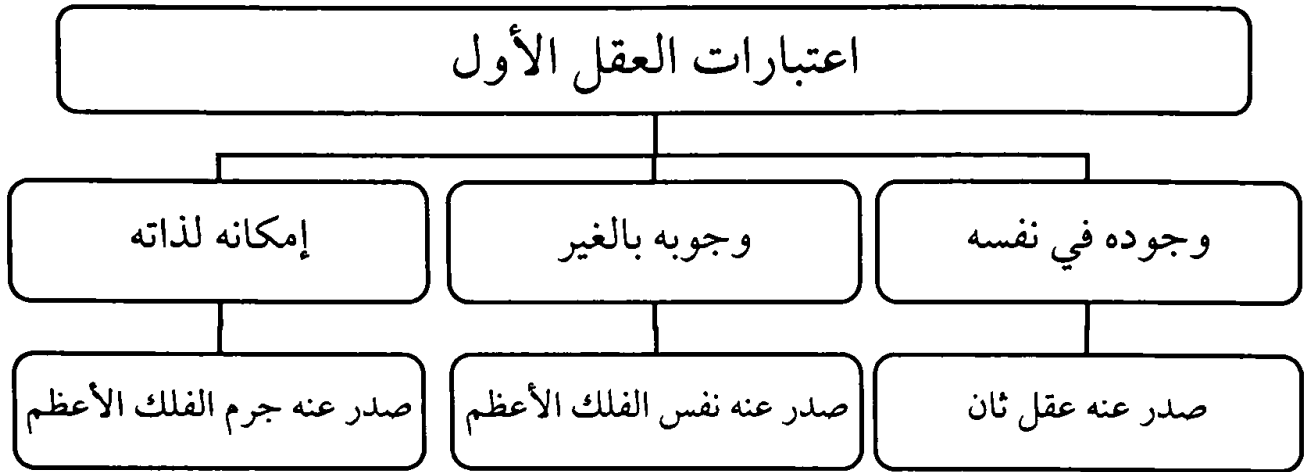 اعتبارات العقل الأول
وجوده في نفسه
وجوبه بالغير
إمكانه لذاته
صدر عنه عقل ثان
صدر عنه نفس الفلك الأعظم
صدر عنه جرم الفلك الأعظم